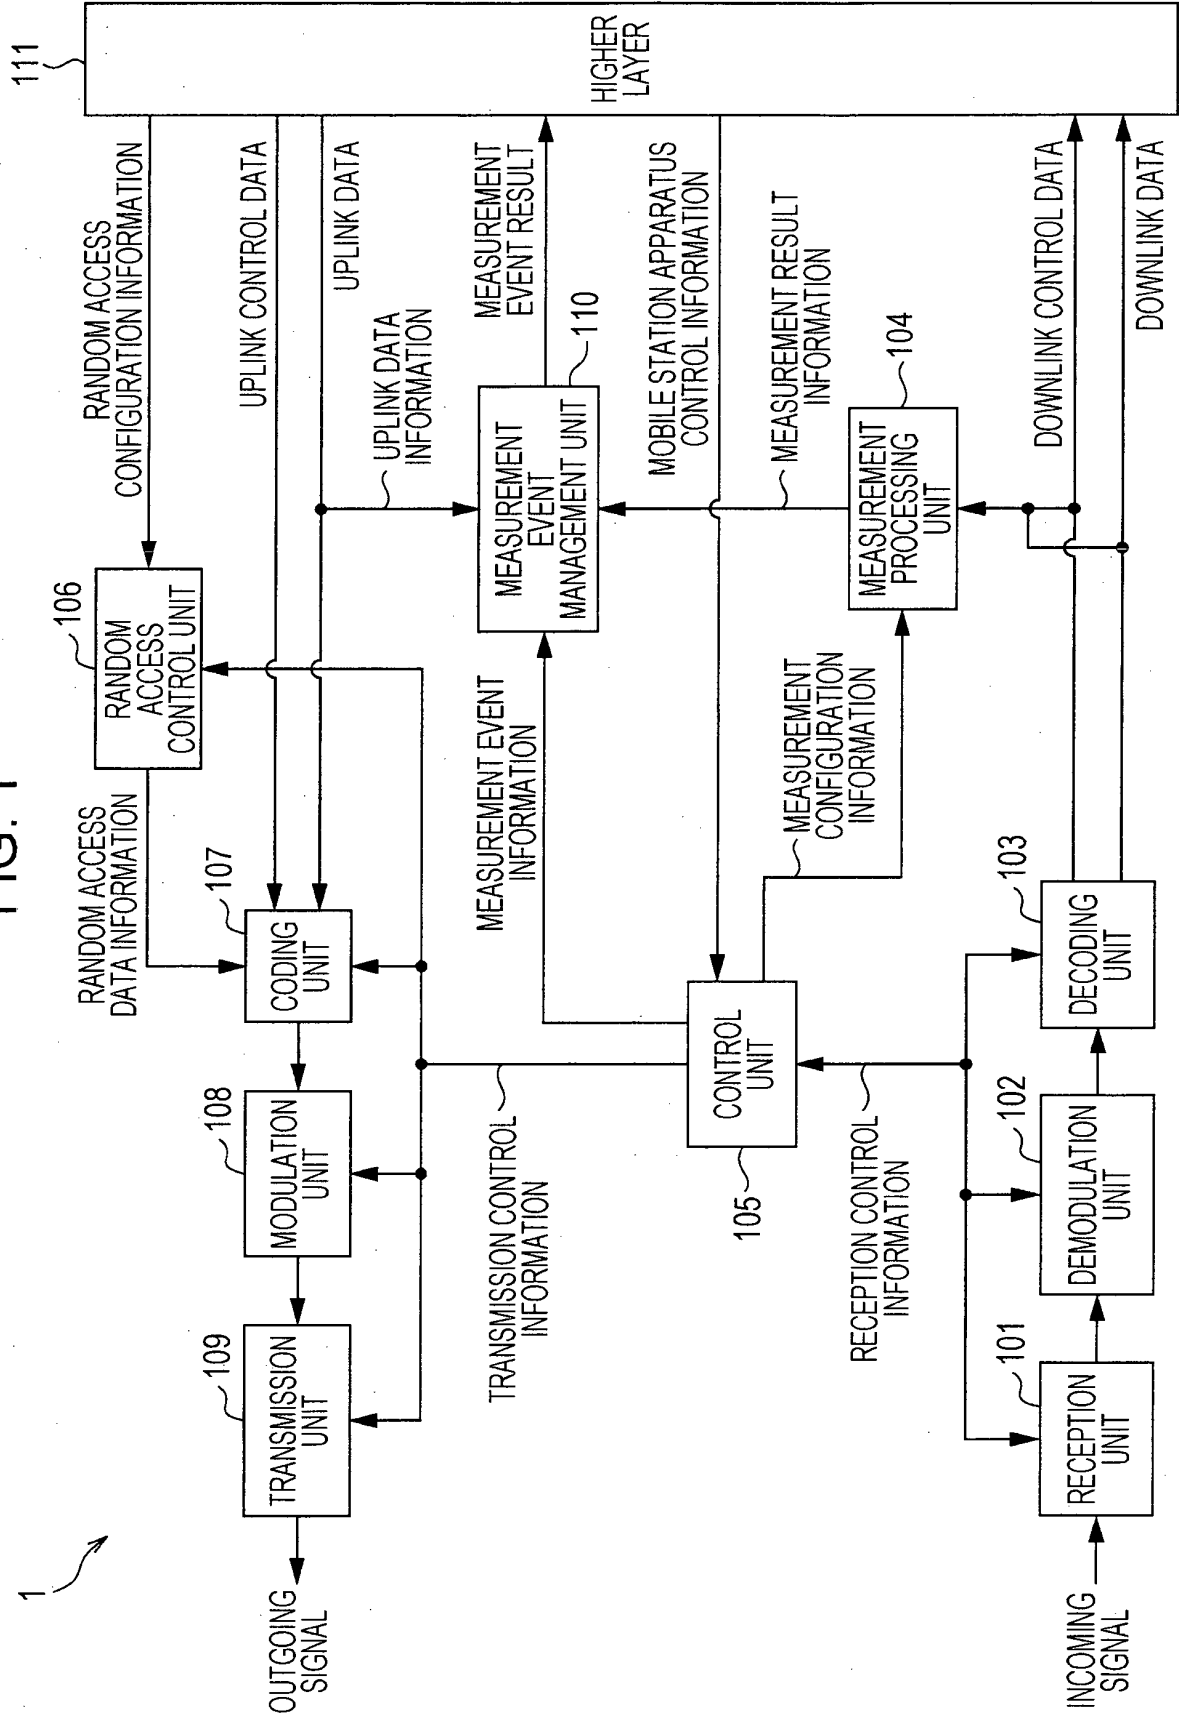 FIG. 1
1
111
HIGHER
LAYER
RANDOM ACCESS
CONFIGURATION INFORMATION
UPLINK CONTROL DATA
UPLINK DATA
106
RANDOM
ACCESS
CONTROL UNIT
RANDOM ACCESS
DATA INFORMATION
107
CODING
UNIT
108
MODULATION
UNIT
109
TRANSMISSION
UNIT
OUTGOING
SIGNAL
UPLINK DATA
INFORMATION
MEASUREMENT
EVENT RESULT
110
MEASUREMENT
EVENT
MANAGEMENT UNIT
MEASUREMENT EVENT
INFORMATION
TRANSMISSION CONTROL
INFORMATION
MOBILE STATION APPARATUS
CONTROL INFORMATION
MEASUREMENT RESULT
INFORMATION
104
MEASUREMENT
PROCESSING
UNIT
MEASUREMENT
CONFIGURATION
INFORMATION
CONTROL
UNIT
105
RECEPTION CONTROL
INFORMATION
DOWNLINK CONTROL DATA
DOWNLINK DATA
103
DECODING
UNIT
102
DEMODULATION
UNIT
101
RECEPTION
UNIT
INCOMING
SIGNAL